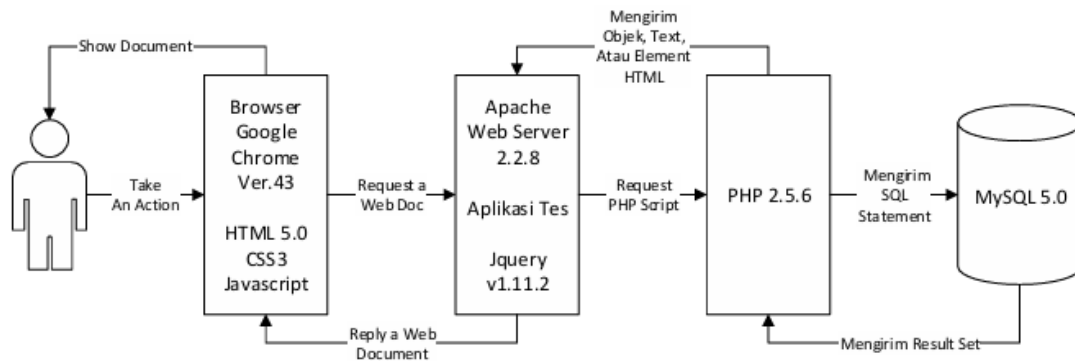 Show Document
Take
An Action
Browser
Google
Chrome
Ver.43
HTML 5.0
CSS3
Javascript
Request a
Web Doc
Reply a Web
Document
Apache
Web Server
2.2.8
Aplikasi Tes
Jquery
v1.11.2
Mengirim
Objek, Text,
Atau Element
HTML
Request
PHP Script
PHP 2.5.6
Mengirim
SQL
Statement
MySQL 5.0
Mengirim Result Set